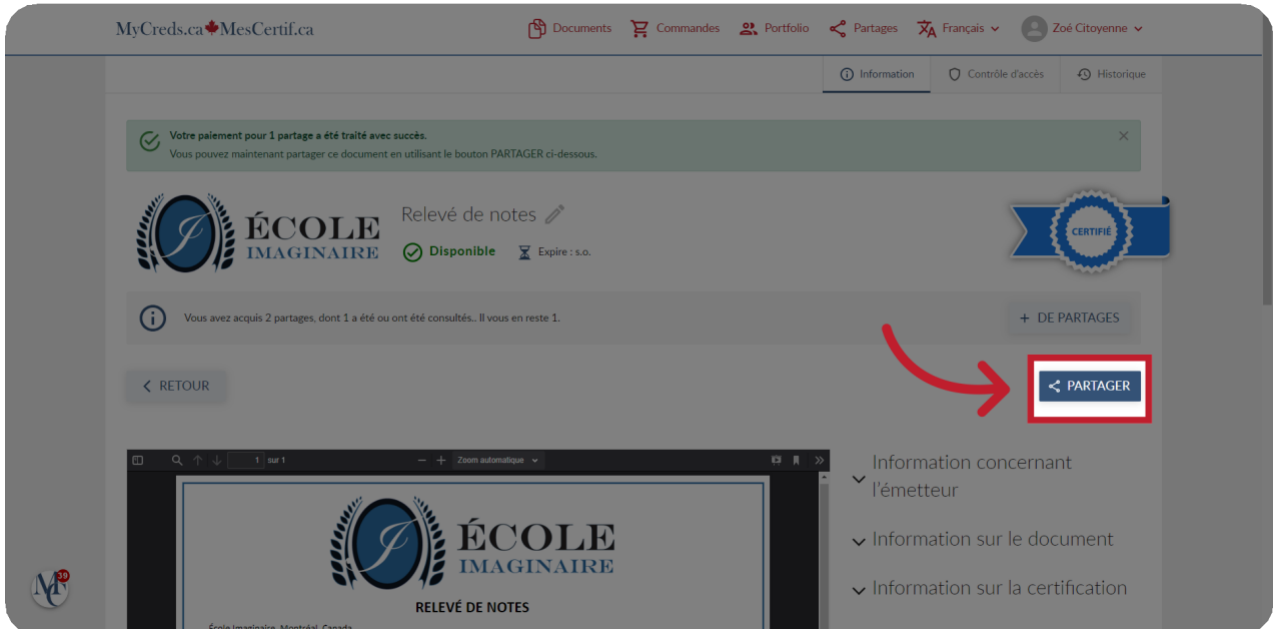 MyCreds.ca MesCertif.ca
Documents Commandes Portfolio Partages Français Zoé Citoyenne
Information Contrôle d'accès Historique
Votre paiement pour 1 partage a été traité avec succès.
Vous pouvez maintenant partager ce document en utilisant le bouton PARTAGER ci-dessous.
ÉCOLE
IMAGINAIRE
Relevé de notes
Disponible Expire : s.o.
CERTIFIÉ
Vous avez acquis 2 partages, dont 1 a été ou ont été consultés.. Il vous en reste 1.
+ DE PARTAGES
RETOUR
PARTAGER
1 sur 1 Zoom automatique
ÉCOLE
IMAGINAIRE
RELEVÉ DE NOTES
École Imaginaire, Montréal, Canada
Information concernant
l'émetteur
Information sur le document
Information sur la certification
39